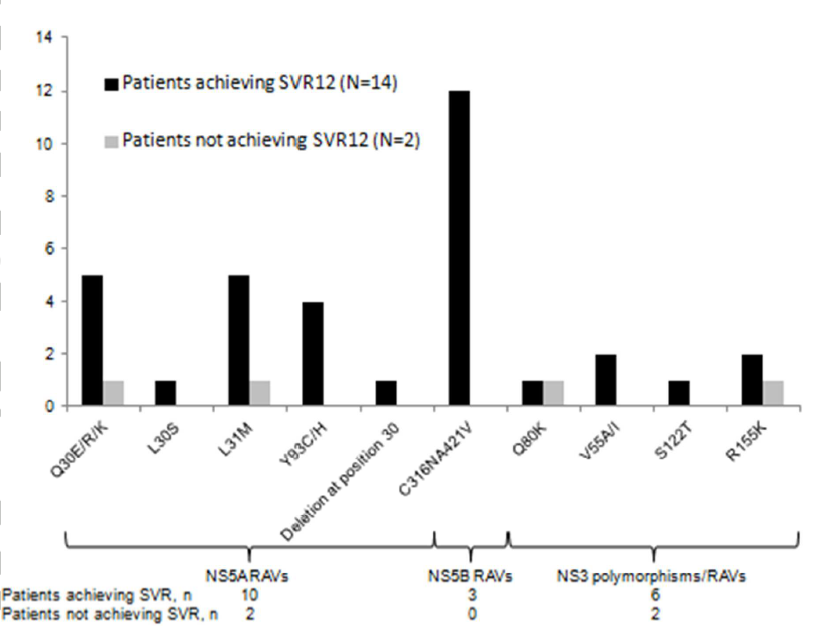 14
12
10
8
6
4
2
0
Patients achieving SVR12 (N=14)
Patients not achieving SVR12 (N=2)
Q30E/R/K
L30S
L31M
Y93C/H
Deletion at position 30
C316NA421V
Q80K
V55A/I
S122T
R155K
NS5A RAVs NS5B RAVs NS3 polymorphisms/RAVs
Patients achieving SVR, n 10 3 6
Patients not achieving SVR, n 2 0 2